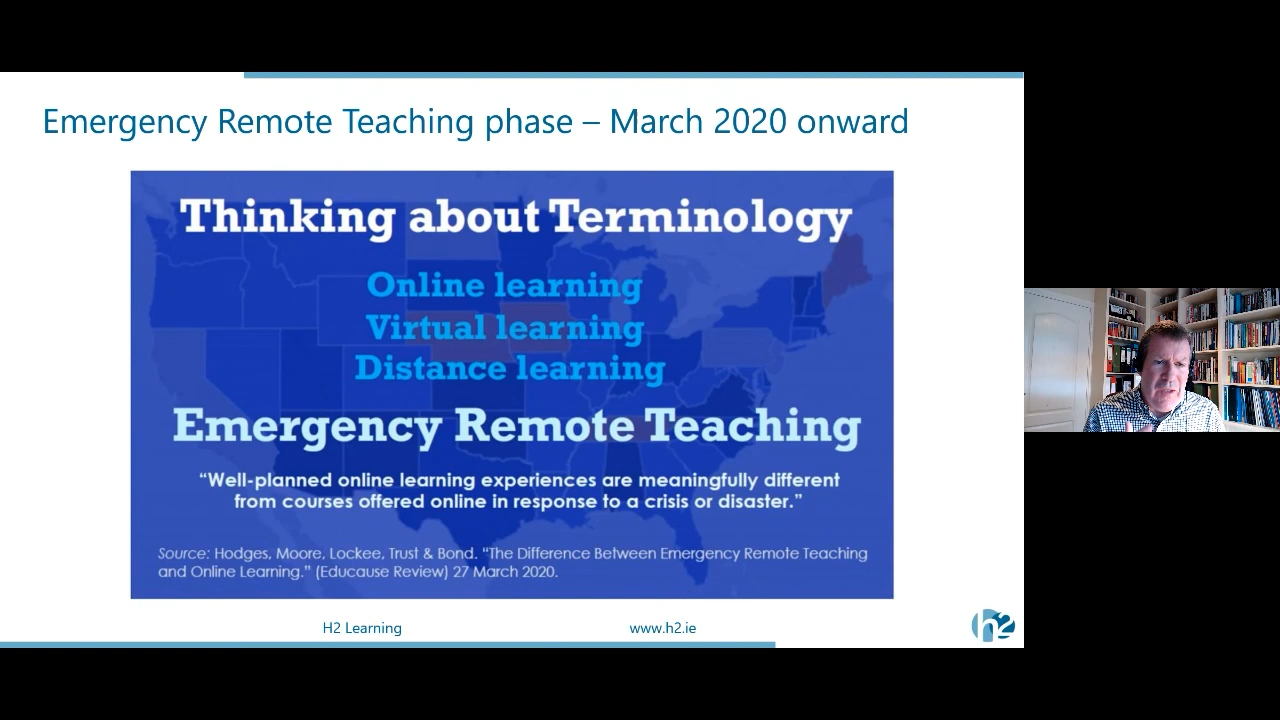 Emergency Remote Teaching phase – March 2020 onward
Thinking about Terminology
Online learning
Virtual learning
Distance learning
Emergency Remote Teaching
“Well-planned online learning experiences are meaningfully different
from courses offered online in response to a crisis or disaster.”
Source: Hodges, Moore, Lockee, Trust & Bond. “The Difference Between Emergency Remote Teaching
and Online Learning.” (Educause Review) 27 March 2020.
H2 Learning
www.h2.ie
h2